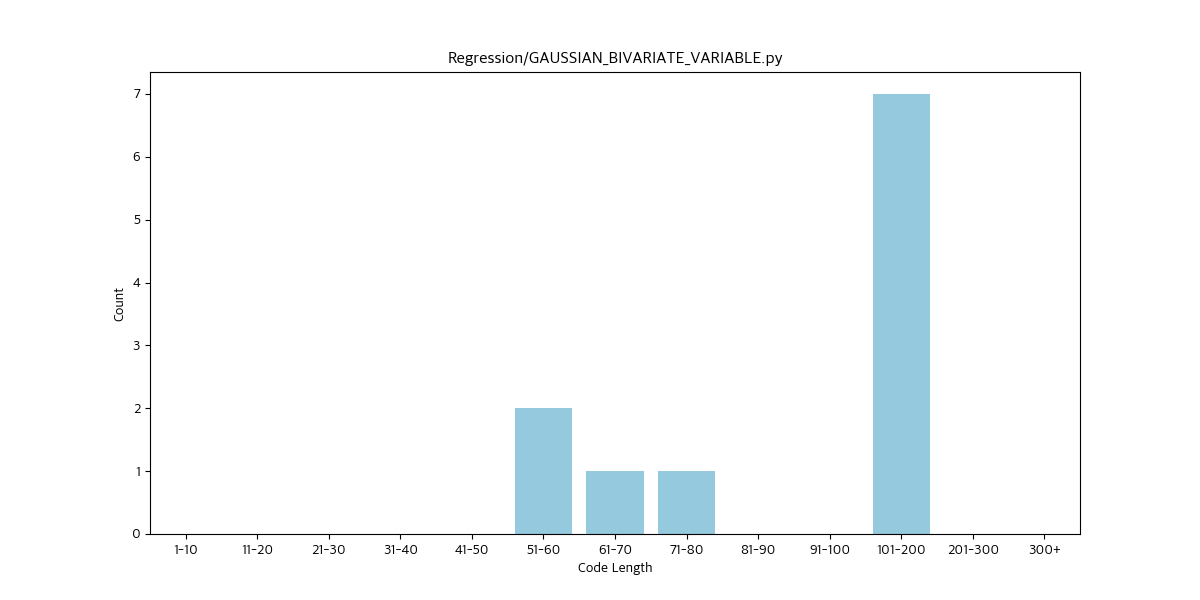 Regression/GAUSSIAN_BIVARIATE_VARIABLE.py
7
6
5
4
3
2
1
0
Count
1-10 11-20 21-30 31-40 41-50 51-60 61-70 71-80 81-90 91-100 101-200 201-300 300+
Code Length